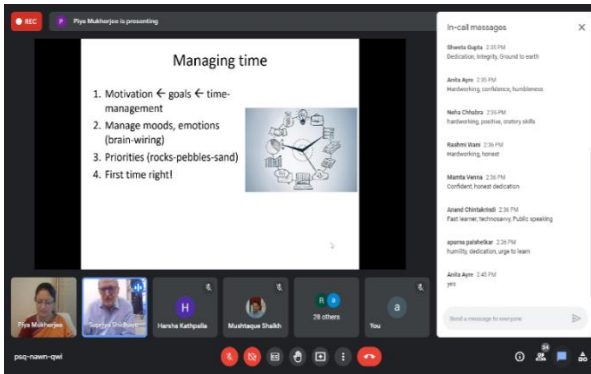 REC
P Piya Mukherjee is presenting
Managing time
1. Motivation ← goals ← time-
management
2. Manage moods, emotions
(brain-wiring)
3. Priorities (rocks-pebbles-sand)
4. First time right!
In-call messages
Shweta Gupta 2:35 PM
Dedication, Integrity, Ground to earth
Anita Ayre 2:35 PM
Hardworking, confidence, humbleness
Neha Chhabra 2:35 PM
hardworking, positive, oratory skills
Rashmi Wani 2:36 PM
Hardworking, honest
Mamta Verma 2:36 PM
Confident, honest dedication
Anand Chintakrindi 2:36 PM
Fast learner, technosavvy, Public speaking
aparna palshetkar 2:36 PM
humility, dedication, urge to learn
Anita Ayre 2:45 PM
yes
Send a message to everyone
Piya Mukherjee
H
Harsha Kathpalia
Mushtaque Shaikh
R a
28 others
a
You
psq-nawn-qwi
34